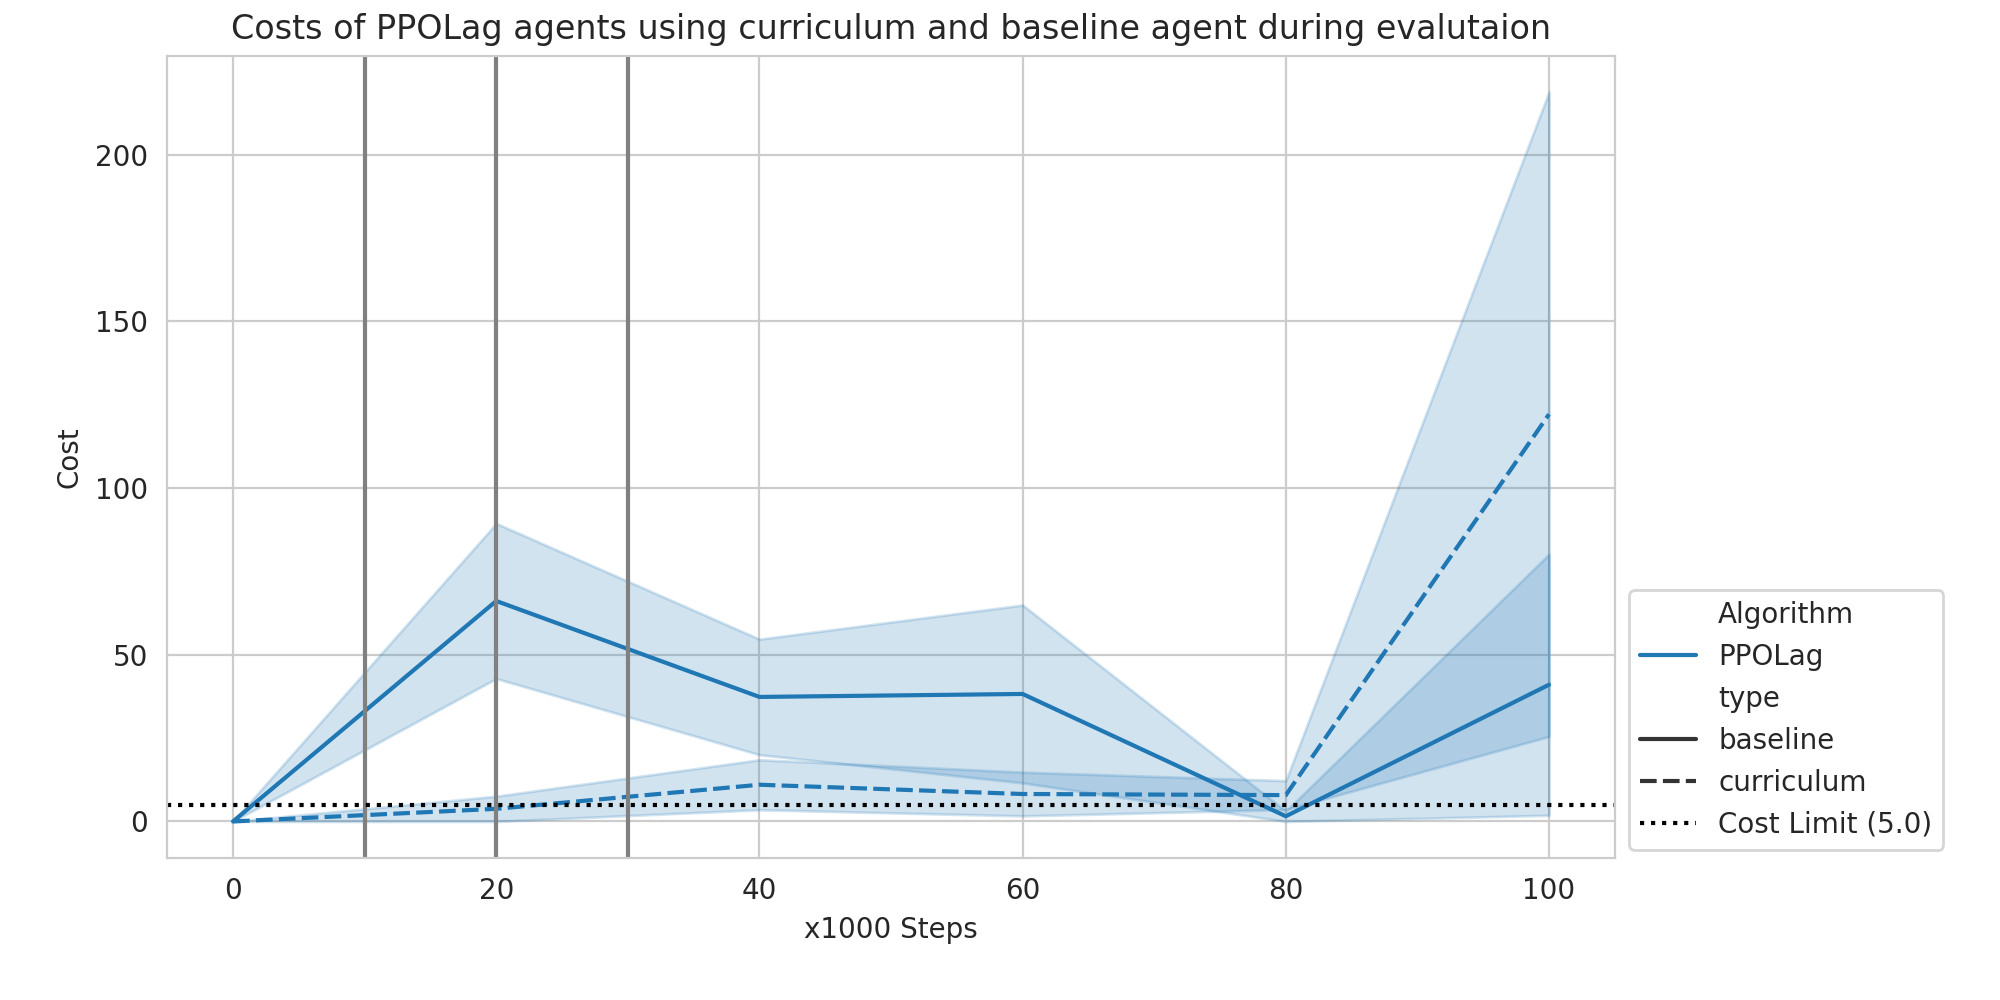 Costs of PPOLag agents using curriculum and baseline agent during evalutaion
200
150
100
50
0
Cost
0 20 40 60 80 100
x1000 Steps
Algorithm
PPOLag
type
baseline
curriculum
Cost Limit (5.0)